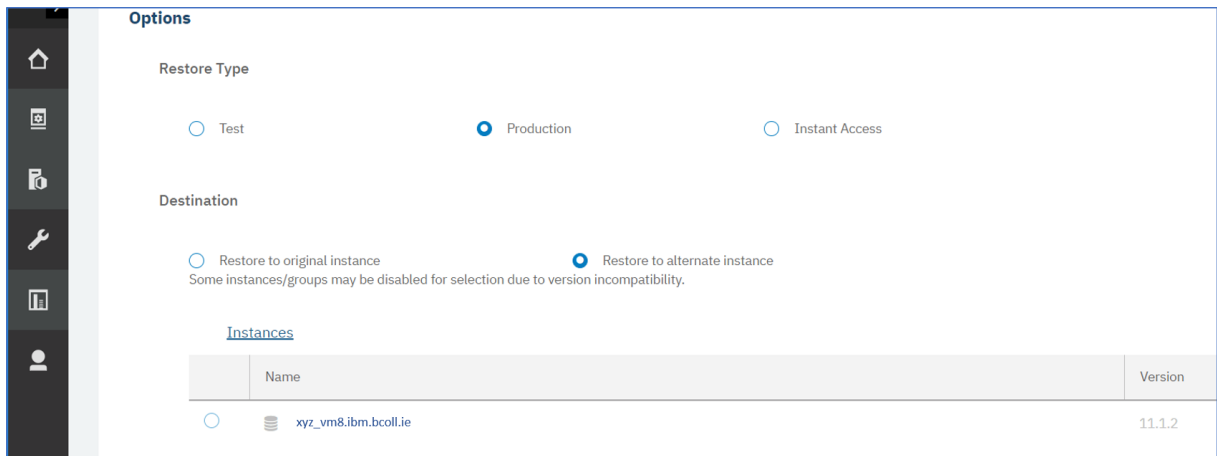 Options
Restore Type
Test Production Instant Access
Destination
Restore to original instance Restore to alternate instance
Some instances/groups may be disabled for selection due to version incompatibility.
Instances
Name Version
xyz_vm8.ibm.bcoll.ie 11.1.2